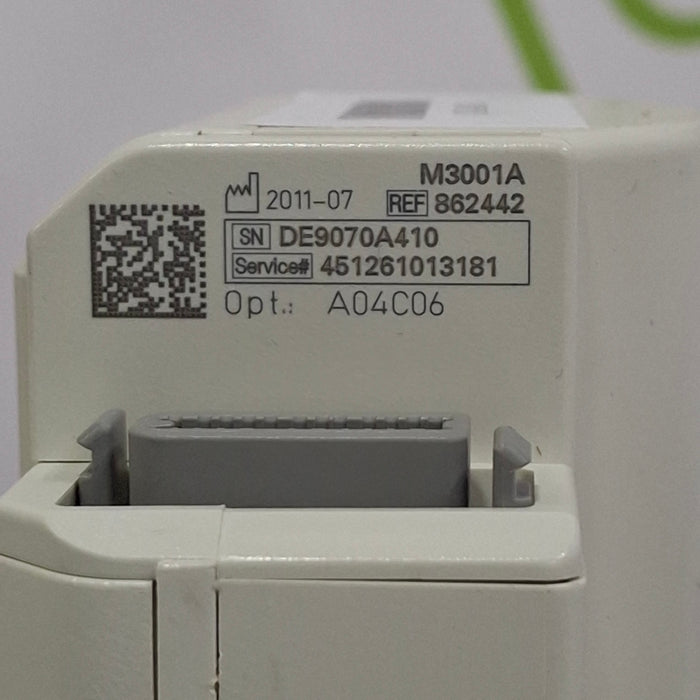 M3001A
2011-07 REF 862442
SN DE9070A410
Service# 451261013181
Opt.: A04C06